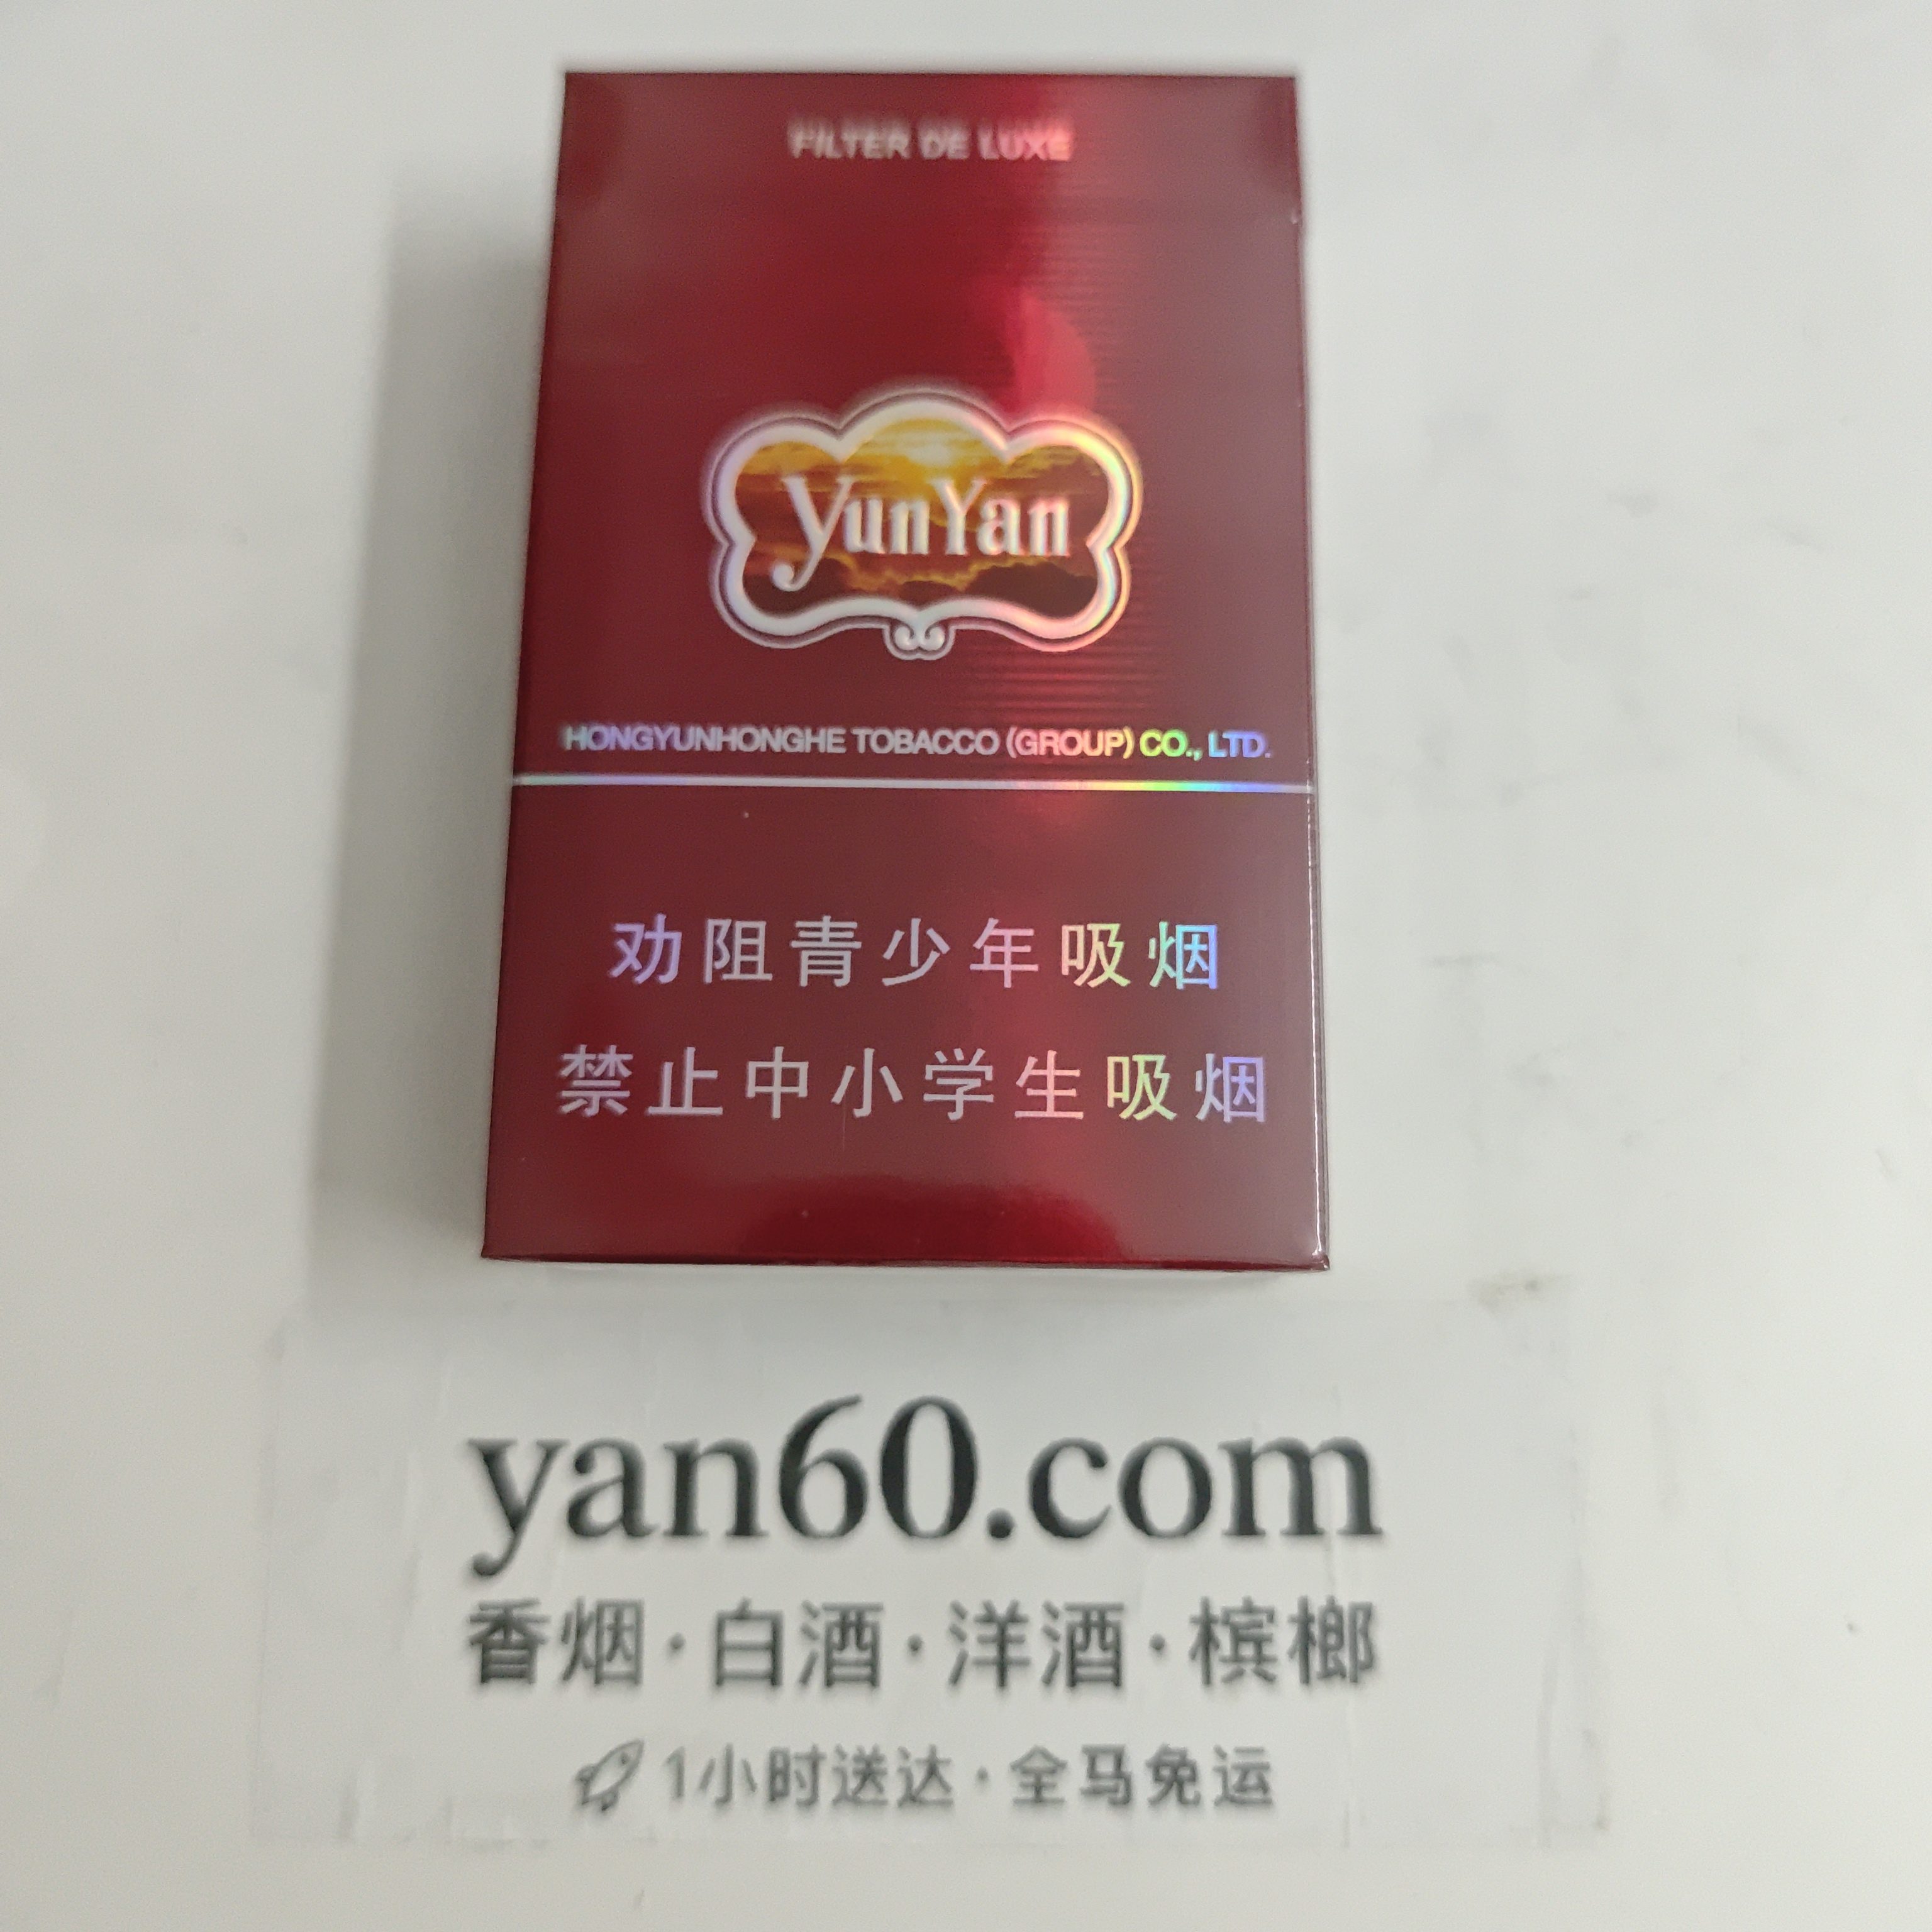 FILTER DE LUXE
YunYan
HONGYUNHONGHE TOBACCO (GROUP) CO., LTD.
劝阻青少年吸烟
禁止中小学生吸烟
yan60.com
香烟·白酒·洋酒·槟榔
1小时送达·全马免运